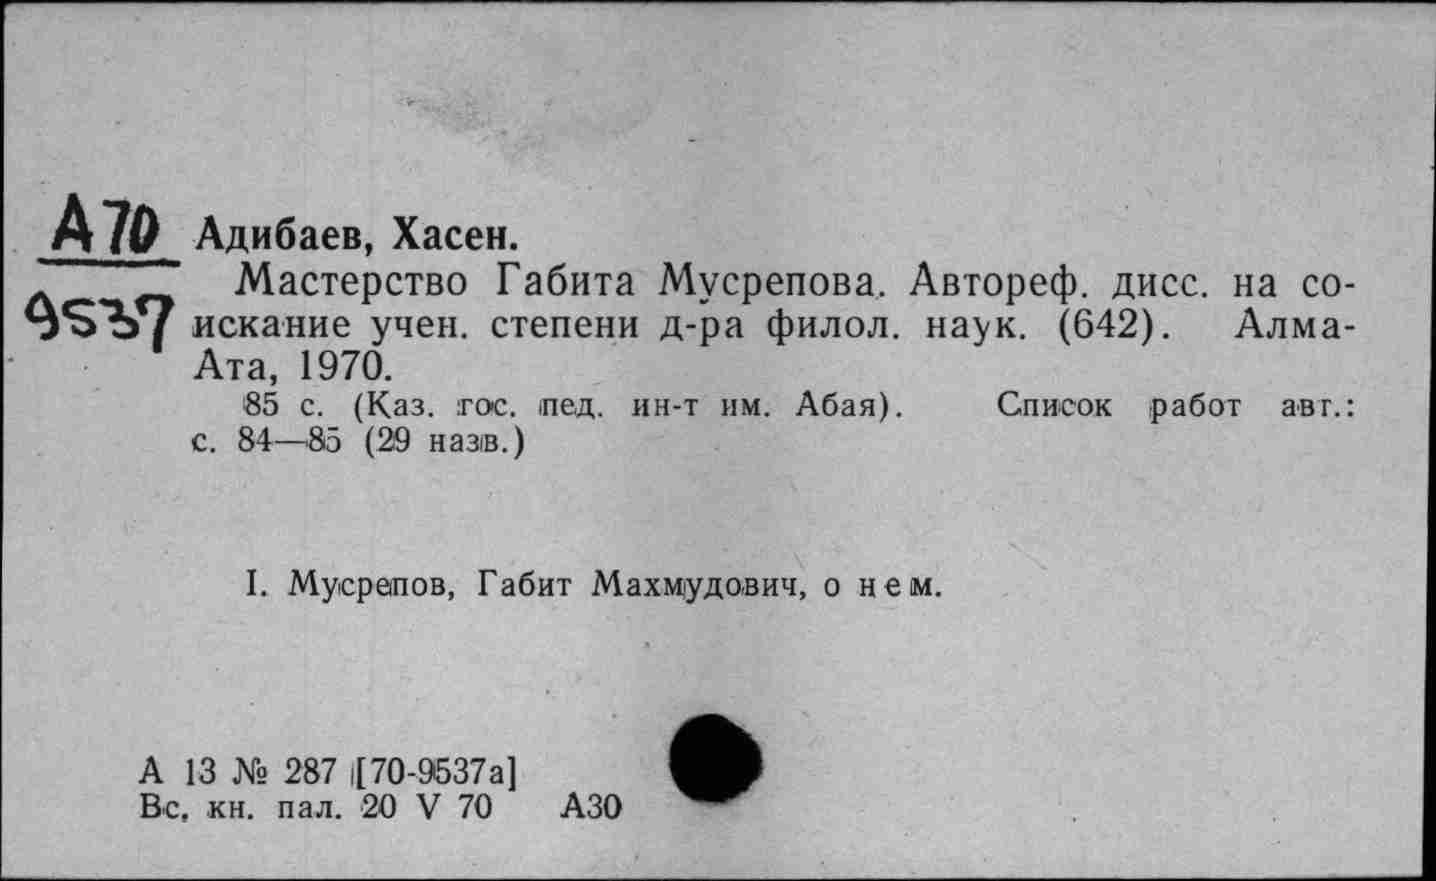 А70
9537
Адибаев, Хасен.
Мастерство Габита Мусрепова. Автореф. дисс. на со-
искание учен. степени д-ра филол. наук. (642). Алма-
Ата, 1970.
85 с. (Каз. гос. пед. ин-т им. Абая). Список работ авт.:
с. 84—85 (29 назв.)
I. Мусрепов, Габит Махмудович, о нем.
А 13 № 287 [70-9537а]
Вс. кн. пал. 20 V 70 А30